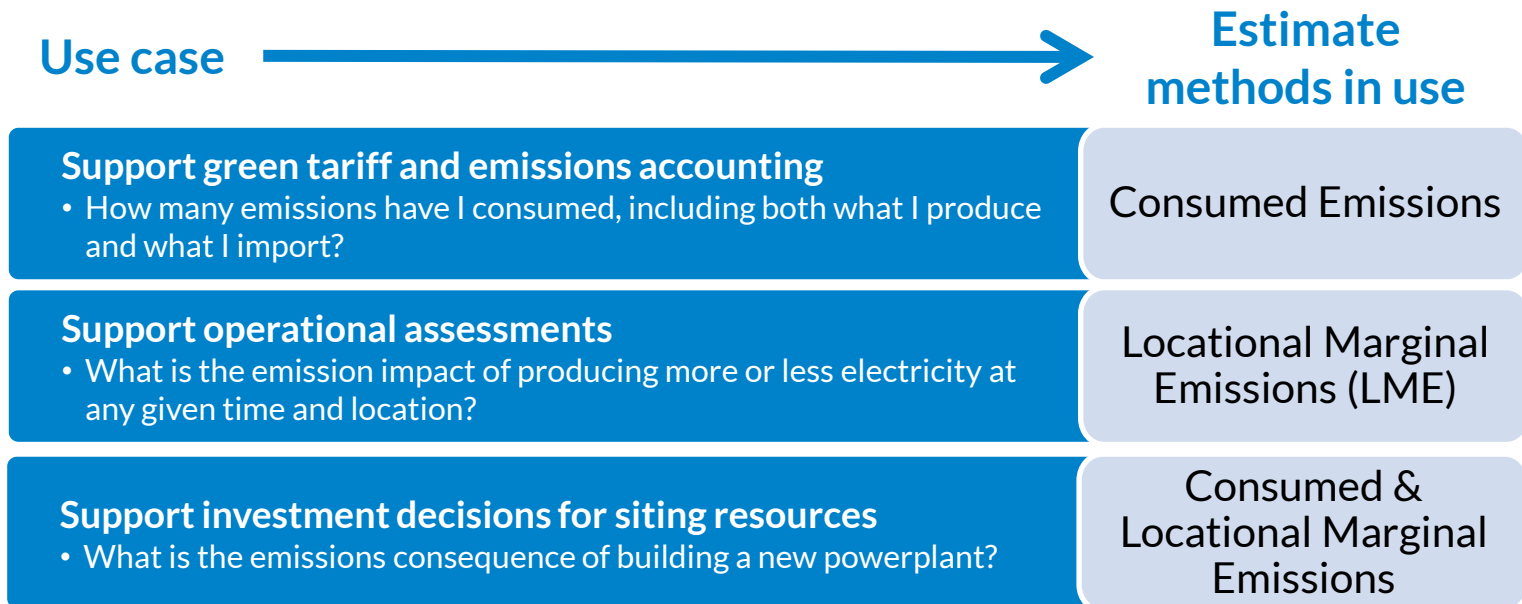 Use case
Estimate
methods in use
Support green tariff and emissions accounting
• How many emissions have I consumed, including both what I produce
and what I import?
Consumed Emissions
Support operational assessments
• What is the emission impact of producing more or less electricity at
any given time and location?
Locational Marginal
Emissions (LME)
Support investment decisions for siting resources
• What is the emissions consequence of building a new powerplant?
Consumed &
Locational Marginal
Emissions